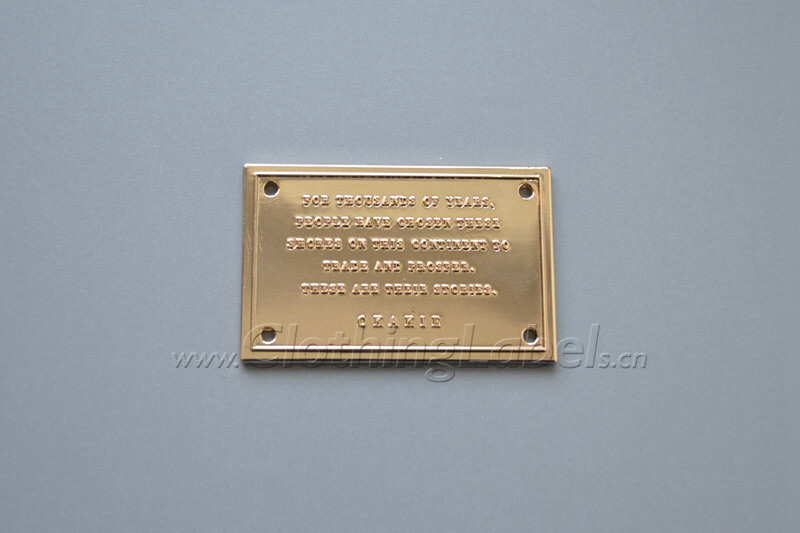 FOR THOUSANDS OF YEARS,
PEOPLE HAVE CHOSEN THESE
SHORES ON THIS CONTINENT TO
TRADE AND PROSPER.
THESE ARE THEIR STORIES.
CKAKIR
www.ClothingLabels.cn